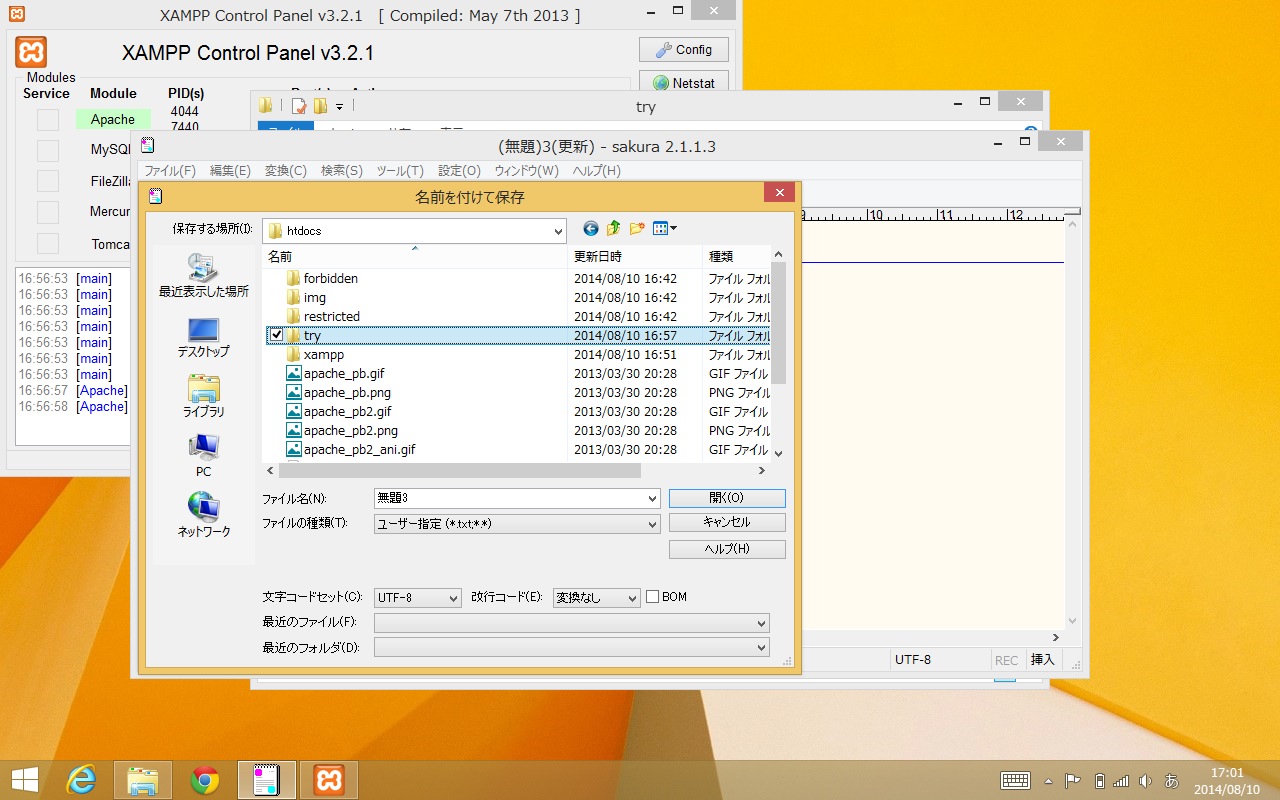 XAMPP Control Panel v3.2.1 [ Compiled: May 7th 2013 ]
XAMPP Control Panel v3.2.1
Config
Netstat
Modules
Service Module PID(s)
Apache 4044
7440
MySQL
FileZilla
Mercur
Tomca
16:56:53 [main]
16:56:53 [main]
16:56:53 [main]
16:56:53 [main]
16:56:53 [main]
16:56:53 [main]
16:56:53 [main]
16:56:57 [Apache]
16:56:58 [Apache]
try
(無題)3(更新) - sakura 2.1.1.3
ファイル(F) 編集(E) 変換(C) 検索(S) ツール(T) 設定(O) ウィンドウ(W) ヘルプ(H)
9 10 11 12
名前を付けて保存
保存する場所(I): htdocs
名前 更新日時 種類
forbidden 2014/08/10 16:42 ファイル フォル
img 2014/08/10 16:42 ファイル フォル
restricted 2014/08/10 16:42 ファイル フォル
try 2014/08/10 16:57 ファイル フォル
xampp 2014/08/10 16:51 ファイル フォル
apache_pb.gif 2013/03/30 20:28 GIF ファイル
apache_pb.png 2013/03/30 20:28 PNG ファイル
apache_pb2.gif 2013/03/30 20:28 GIF ファイル
apache_pb2.png 2013/03/30 20:28 PNG ファイル
apache_pb2_ani.gif 2013/03/30 20:28 GIF ファイル
最近表示した場所
デスクトップ
ライブラリ
PC
ネットワーク
ファイル名(N): 無題3 開く(O)
ファイルの種類(T): ユーザー指定 (*.txt;**) キャンセル
ヘルプ(H)
文字コードセット(C): UTF-8 改行コード(E): 変換なし BOM
最近のファイル(F):
最近のフォルダ(D):
UTF-8 REC 挿入
あ
17:01
2014/08/10